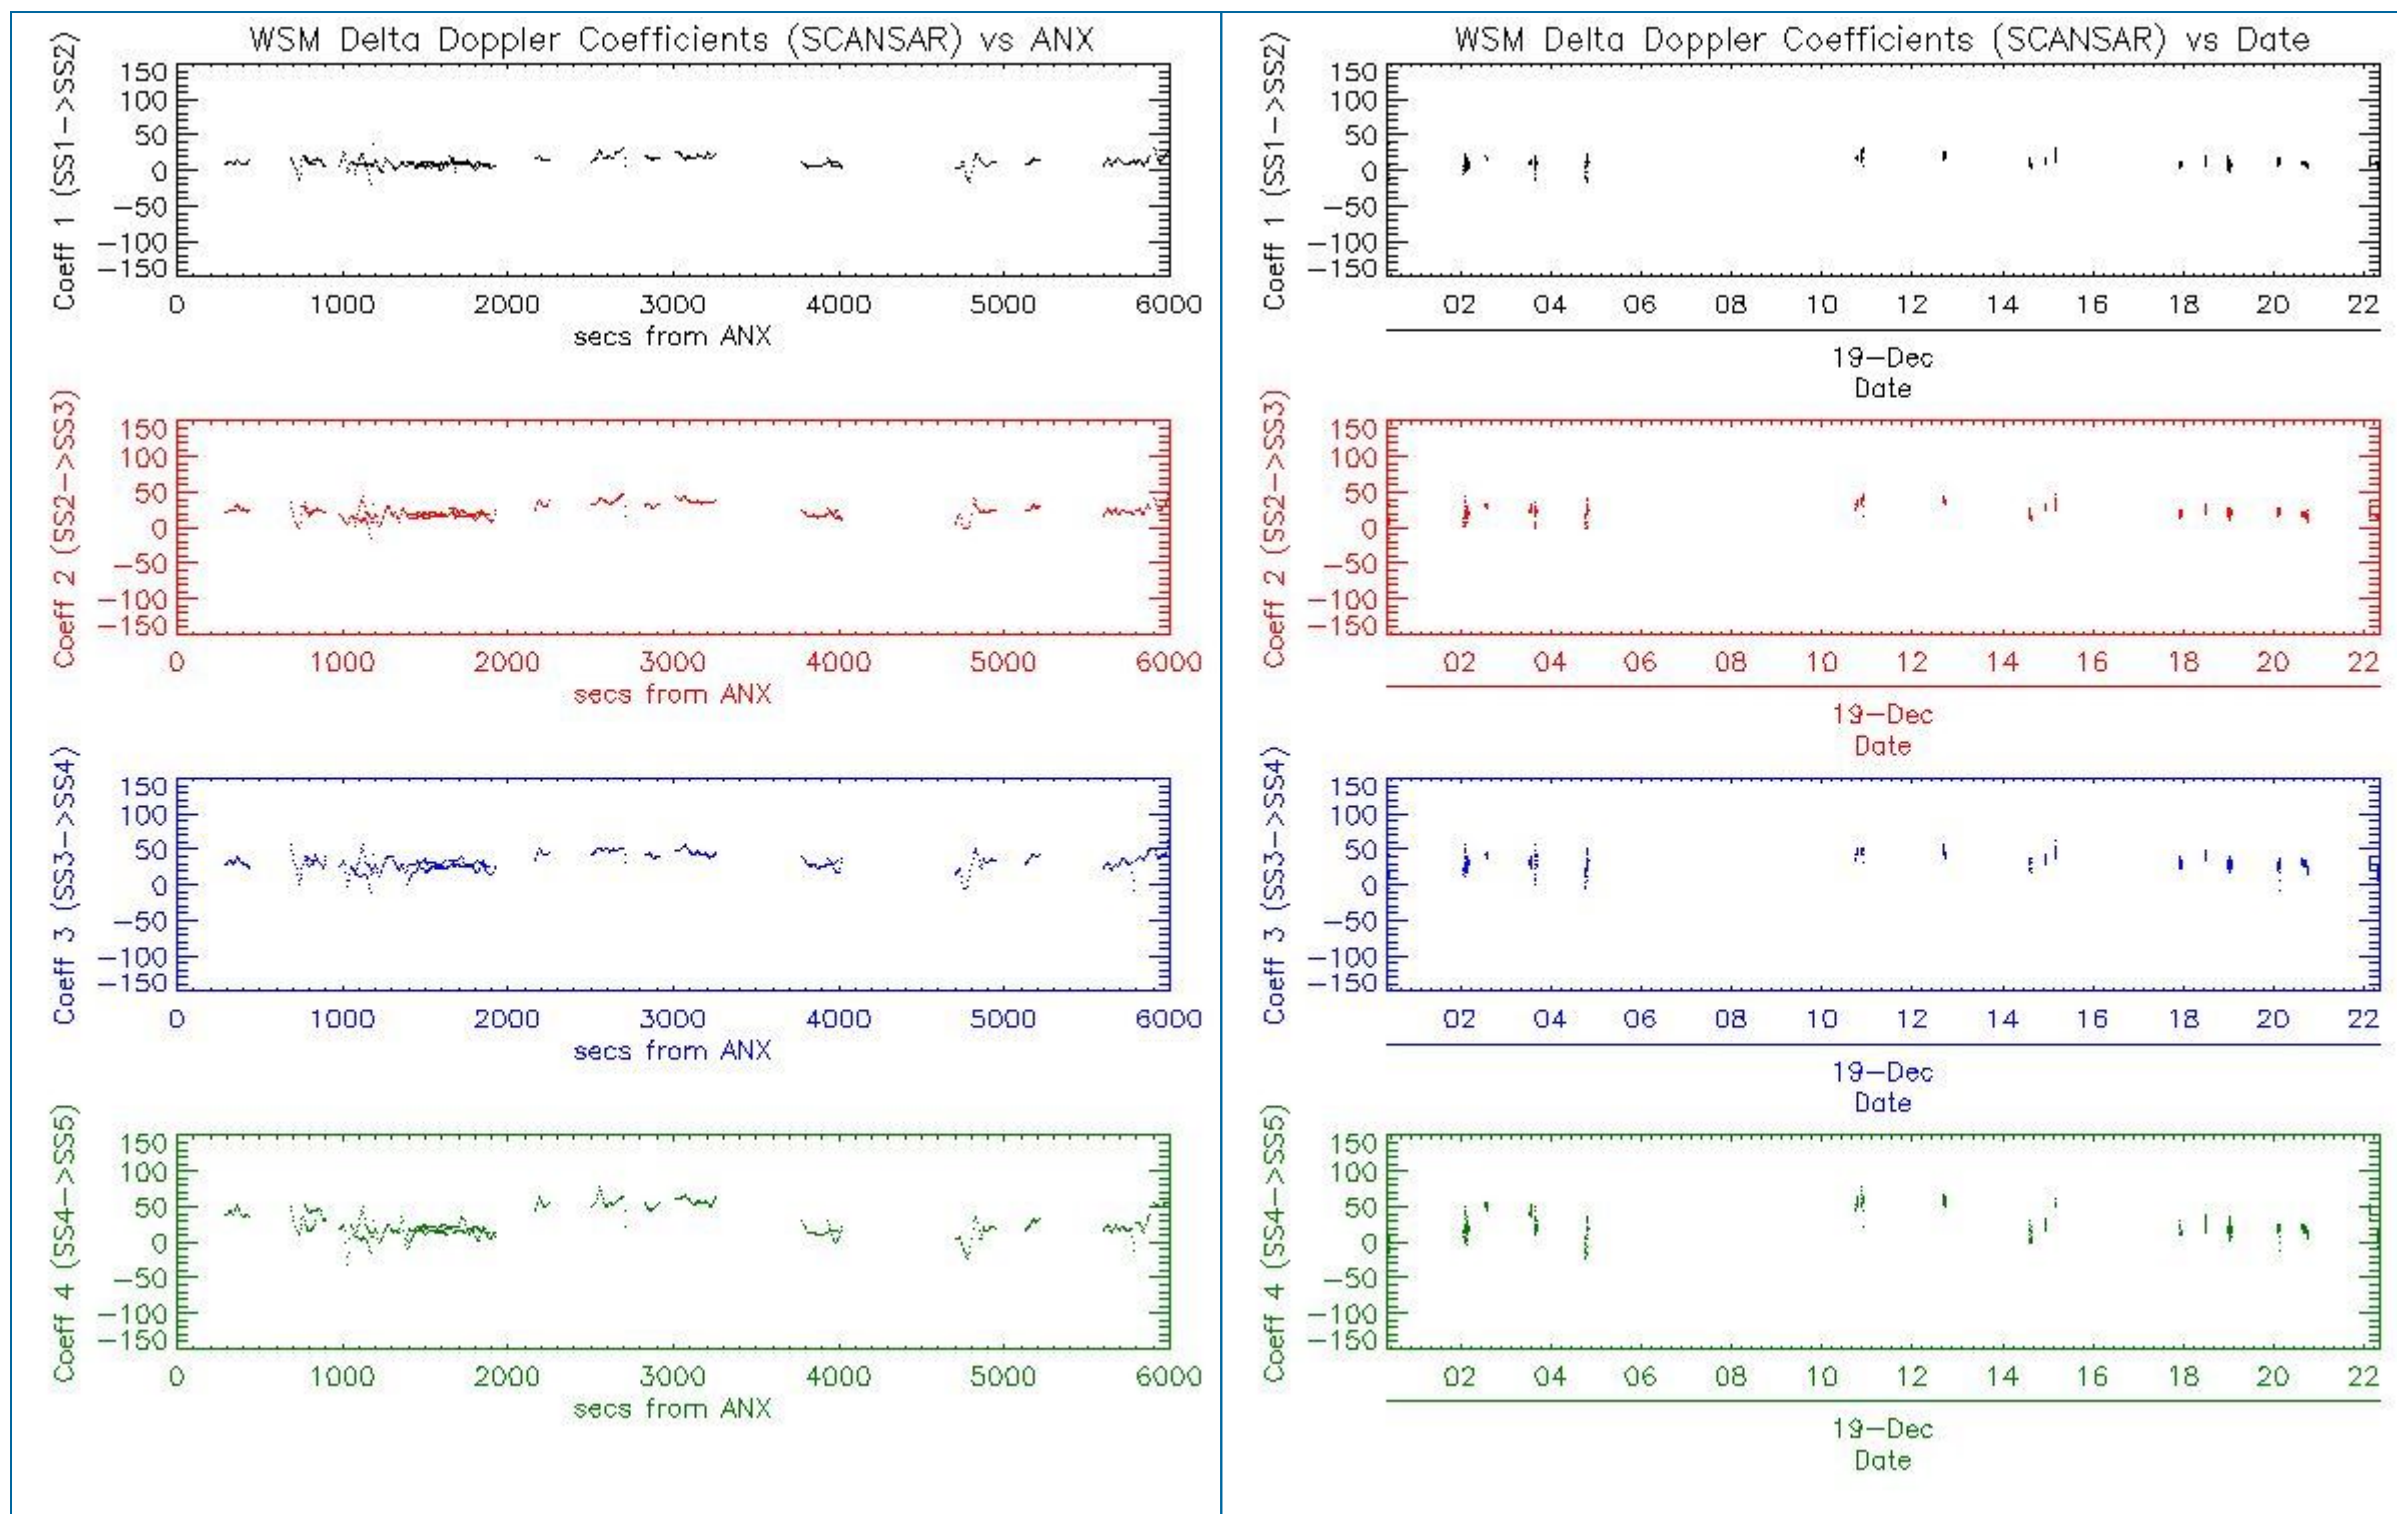 WSM Delta Doppler Coefficients (SCANSAR) vs ANX
Coeff 1 (SS1->SS2)
150
100
50
0
-50
-100
-150
0 1000 2000 3000 4000 5000 6000
secs from ANX
Coeff 2 (SS2->SS3)
150
100
50
0
-50
-100
-150
0 1000 2000 3000 4000 5000 6000
secs from ANX
Coeff 3 (SS3->SS4)
150
100
50
0
-50
-100
-150
0 1000 2000 3000 4000 5000 6000
secs from ANX
Coeff 4 (SS4->SS5)
150
100
50
0
-50
-100
-150
0 1000 2000 3000 4000 5000 6000
secs from ANX
WSM Delta Doppler Coefficients (SCANSAR) vs Date
Coeff 1 (SS1->SS2)
150
100
50
0
-50
-100
-150
02 04 06 08 10 12 14 16 18 20 22
19-Dec
Date
Coeff 2 (SS2->SS3)
150
100
50
0
-50
-100
-150
02 04 06 08 10 12 14 16 18 20 22
19-Dec
Date
Coeff 3 (SS3->SS4)
150
100
50
0
-50
-100
-150
02 04 06 08 10 12 14 16 18 20 22
19-Dec
Date
Coeff 4 (SS4->SS5)
150
100
50
0
-50
-100
-150
02 04 06 08 10 12 14 16 18 20 22
19-Dec
Date